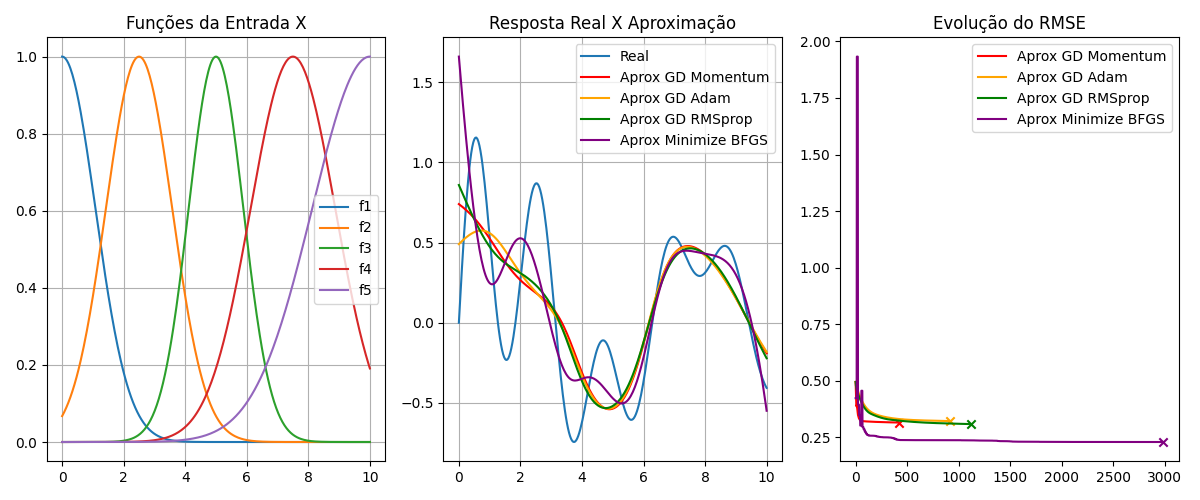 Funções da Entrada X
1.0
0.8
0.6
0.4
0.2
0.0
f1
f2
f3
f4
f5
0 2 4 6 8 10
Resposta Real X Aproximação
1.5
1.0
0.5
0.0
−0.5
Real
Aprox GD Momentum
Aprox GD Adam
Aprox GD RMSprop
Aprox Minimize BFGS
0 2 4 6 8 10
Evolução do RMSE
2.00
1.75
1.50
1.25
1.00
0.75
0.50
0.25
Aprox GD Momentum
Aprox GD Adam
Aprox GD RMSprop
Aprox Minimize BFGS
0 500 1000 1500 2000 2500 3000